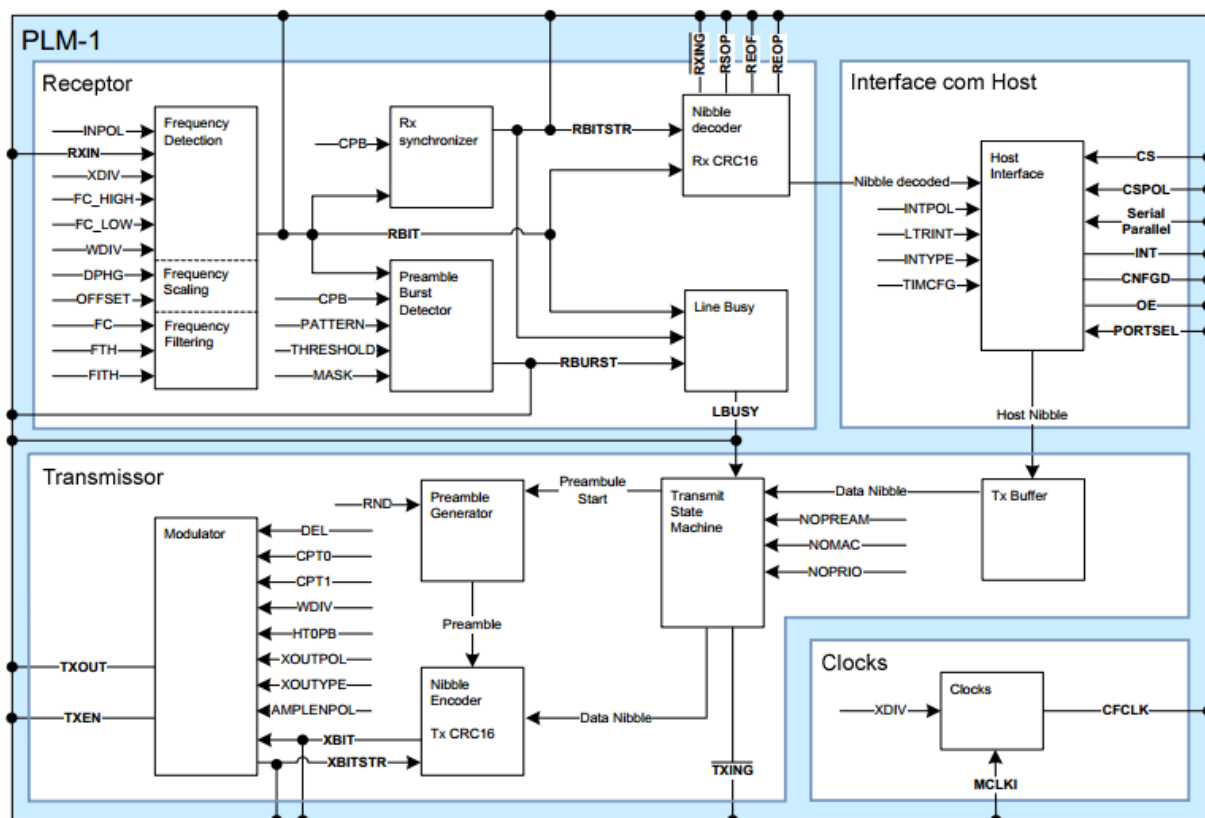 PLM-1
Receptor
INPOL
RXIN
XDIV
FC_HIGH
FC_LOW
WDIV
DPHG
OFFSET
FC
FTH
FITH
Frequency
Detection
Frequency
Scaling
Frequency
Filtering
CPB
Rx
synchronizer
RBIT
CPB
PATTERN
THRESHOLD
MASK
Preamble
Burst
Detector
RBITSTR
RBURST
RXING
RSOP
REOF
REOP
Nibble
decoder
Rx CRC16
Line Busy
LBUSY
Interface com Host
Nibble decoded
INTPOL
LTRINT
INTYPE
TIMCFG
Host
Interface
CS
CSPOL
Serial
Parallel
INT
CNFGD
OE
PORTSEL
Host Nibble
Transmissor
Modulator
DEL
CPT0
CPT1
WDIV
HT0PB
XOUTPOL
XOUTYPE
AMPLENPOL
XBIT
XBITSTR
TXOUT
TXEN
RND
Preamble
Generator
Preambule
Start
Preamble
Nibble
Encoder
Tx CRC16
Transmit
State
Machine
Data Nibble
NOPREAM
NOMAC
NOPRIO
Tx Buffer
Data Nibble
TXING
Clocks
XDIV
Clocks
CFCLK
MCLKI